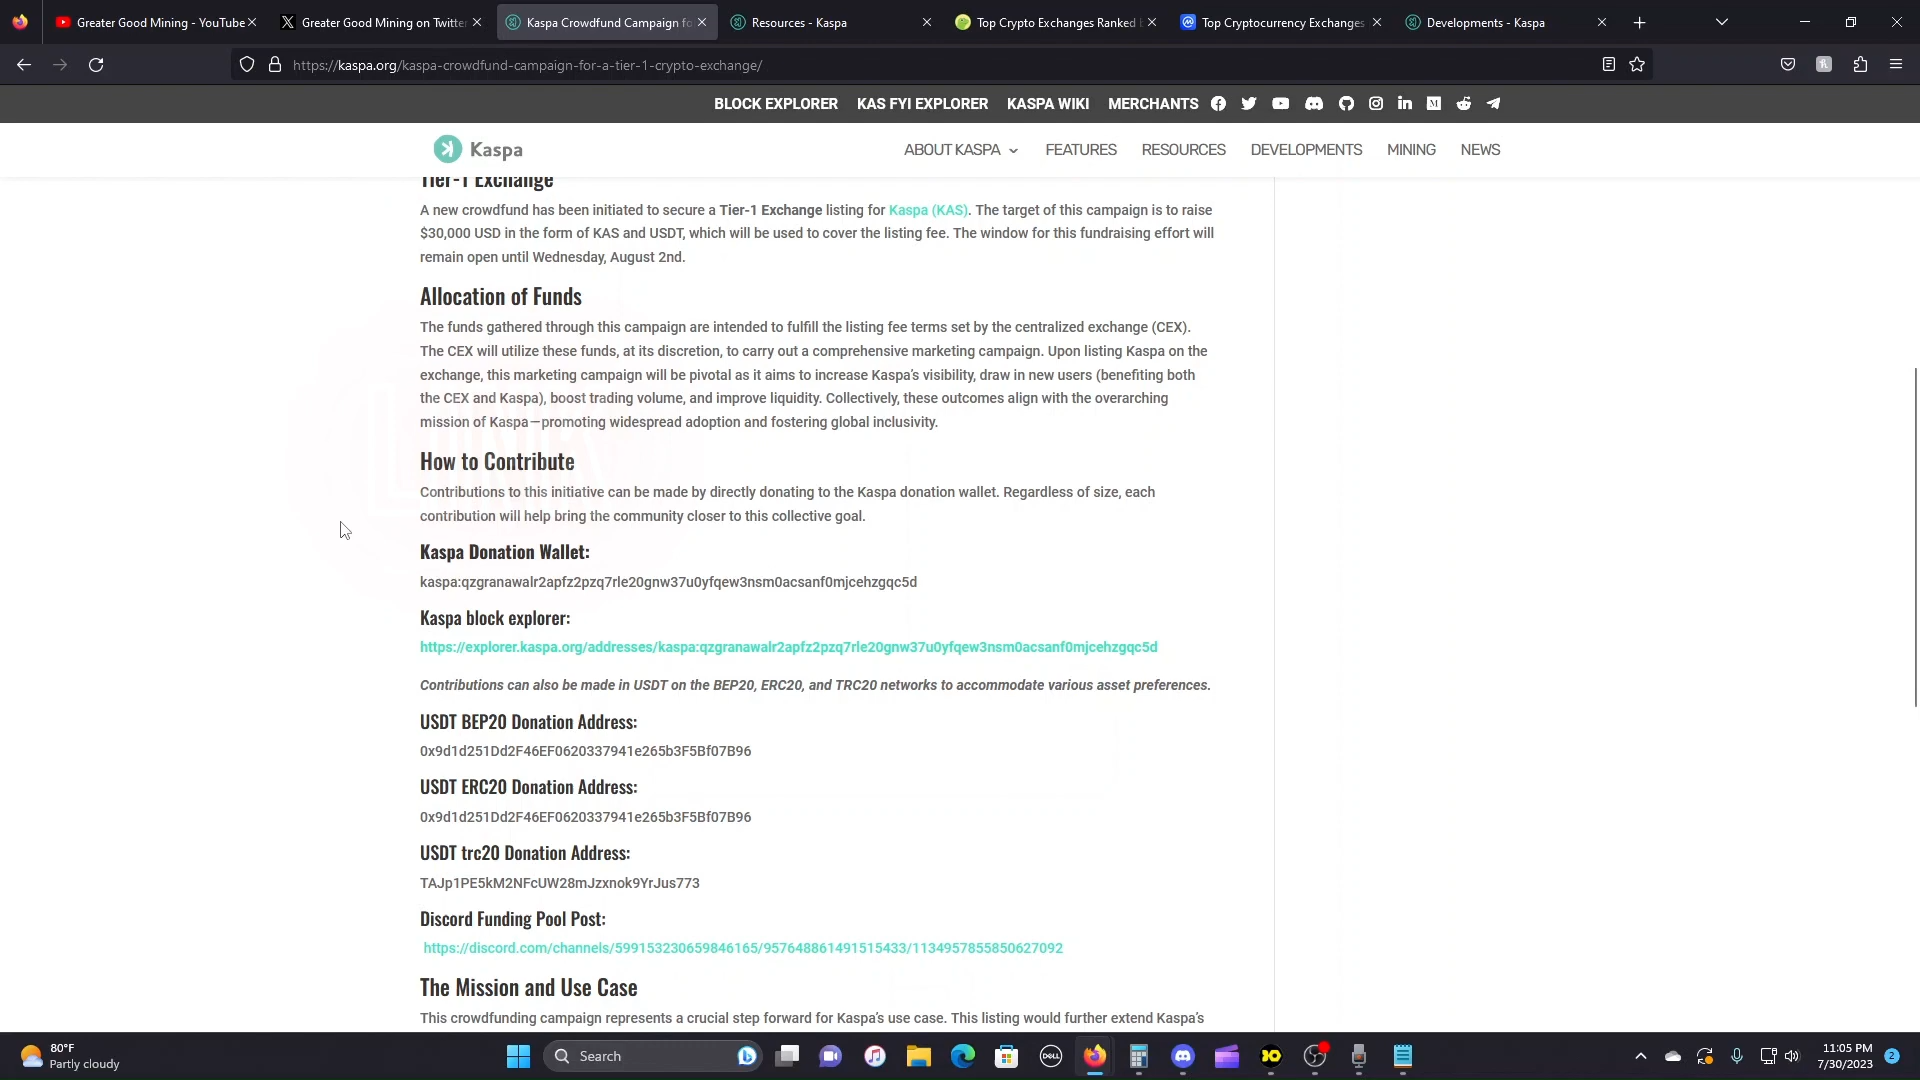 Greater Good Mining - YouTube
Greater Good Mining on Twitter
Kaspa Crowdfund Campaign fo
Resources - Kaspa
Top Crypto Exchanges Ranked b
Top Cryptocurrency Exchanges
Developments - Kaspa
https://kaspa.org/kaspa-crowdfund-campaign-for-a-tier-1-crypto-exchange/
BLOCK EXPLORER KAS FYI EXPLORER KASPA WIKI MERCHANTS
Kaspa
ABOUT KASPA FEATURES RESOURCES DEVELOPMENTS MINING NEWS
Tier-1 Exchange
A new crowdfund has been initiated to secure a Tier-1 Exchange listing for Kaspa (KAS). The target of this campaign is to raise
$30,000 USD in the form of KAS and USDT, which will be used to cover the listing fee. The window for this fundraising effort will
remain open until Wednesday, August 2nd.
Allocation of Funds
The funds gathered through this campaign are intended to fulfill the listing fee terms set by the centralized exchange (CEX).
The CEX will utilize these funds, at its discretion, to carry out a comprehensive marketing campaign. Upon listing Kaspa on the
exchange, this marketing campaign will be pivotal as it aims to increase Kaspa's visibility, draw in new users (benefiting both
the CEX and Kaspa), boost trading volume, and improve liquidity. Collectively, these outcomes align with the overarching
mission of Kaspa—promoting widespread adoption and fostering global inclusivity.
How to Contribute
Contributions to this initiative can be made by directly donating to the Kaspa donation wallet. Regardless of size, each
contribution will help bring the community closer to this collective goal.
Kaspa Donation Wallet:
kaspa:qzgranawalr2apfz2pzq7rle20gnw37u0yfqew3nsm0acsanf0mjcehzgqc5d
Kaspa block explorer:
https://explorer.kaspa.org/addresses/kaspa:qzgranawalr2apfz2pzq7rle20gnw37u0yfqew3nsm0acsanf0mjcehzgqc5d
Contributions can also be made in USDT on the BEP20, ERC20, and TRC20 networks to accommodate various asset preferences.
USDT BEP20 Donation Address:
0x9d1d251Dd2F46EF0620337941e265b3F5Bf07B96
USDT ERC20 Donation Address:
0x9d1d251Dd2F46EF0620337941e265b3F5Bf07B96
USDT trc20 Donation Address:
TAJp1PE5kM2NFcUW28mJzxnok9YrJus773
Discord Funding Pool Post:
https://discord.com/channels/599153230659846165/957648861491515433/1134957855850627092
The Mission and Use Case
This crowdfunding campaign represents a crucial step forward for Kaspa's use case. This listing would further extend Kaspa's
80°F
Partly cloudy
Search
DELL
11:05 PM
7/30/2023
2